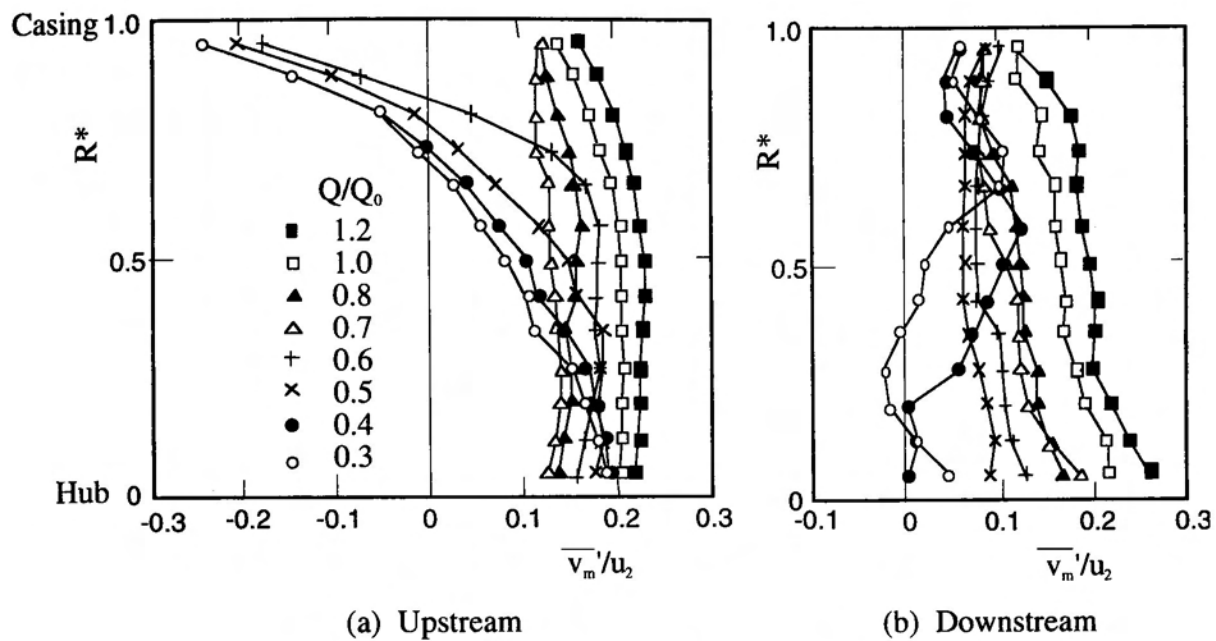 Casing 1.0
R*
0.5
Hub 0
Q/Q₀
■ 1.2
□ 1.0
▲ 0.8
△ 0.7
+ 0.6
× 0.5
● 0.4
○ 0.3
-0.3 -0.2 -0.1 0 0.1 0.2 0.3
v̅ₘ'/u₂
(a) Upstream
1.0
R*
0.5
0
-0.1 0 0.1 0.2 0.3
v̅ₘ'/u₂
(b) Downstream